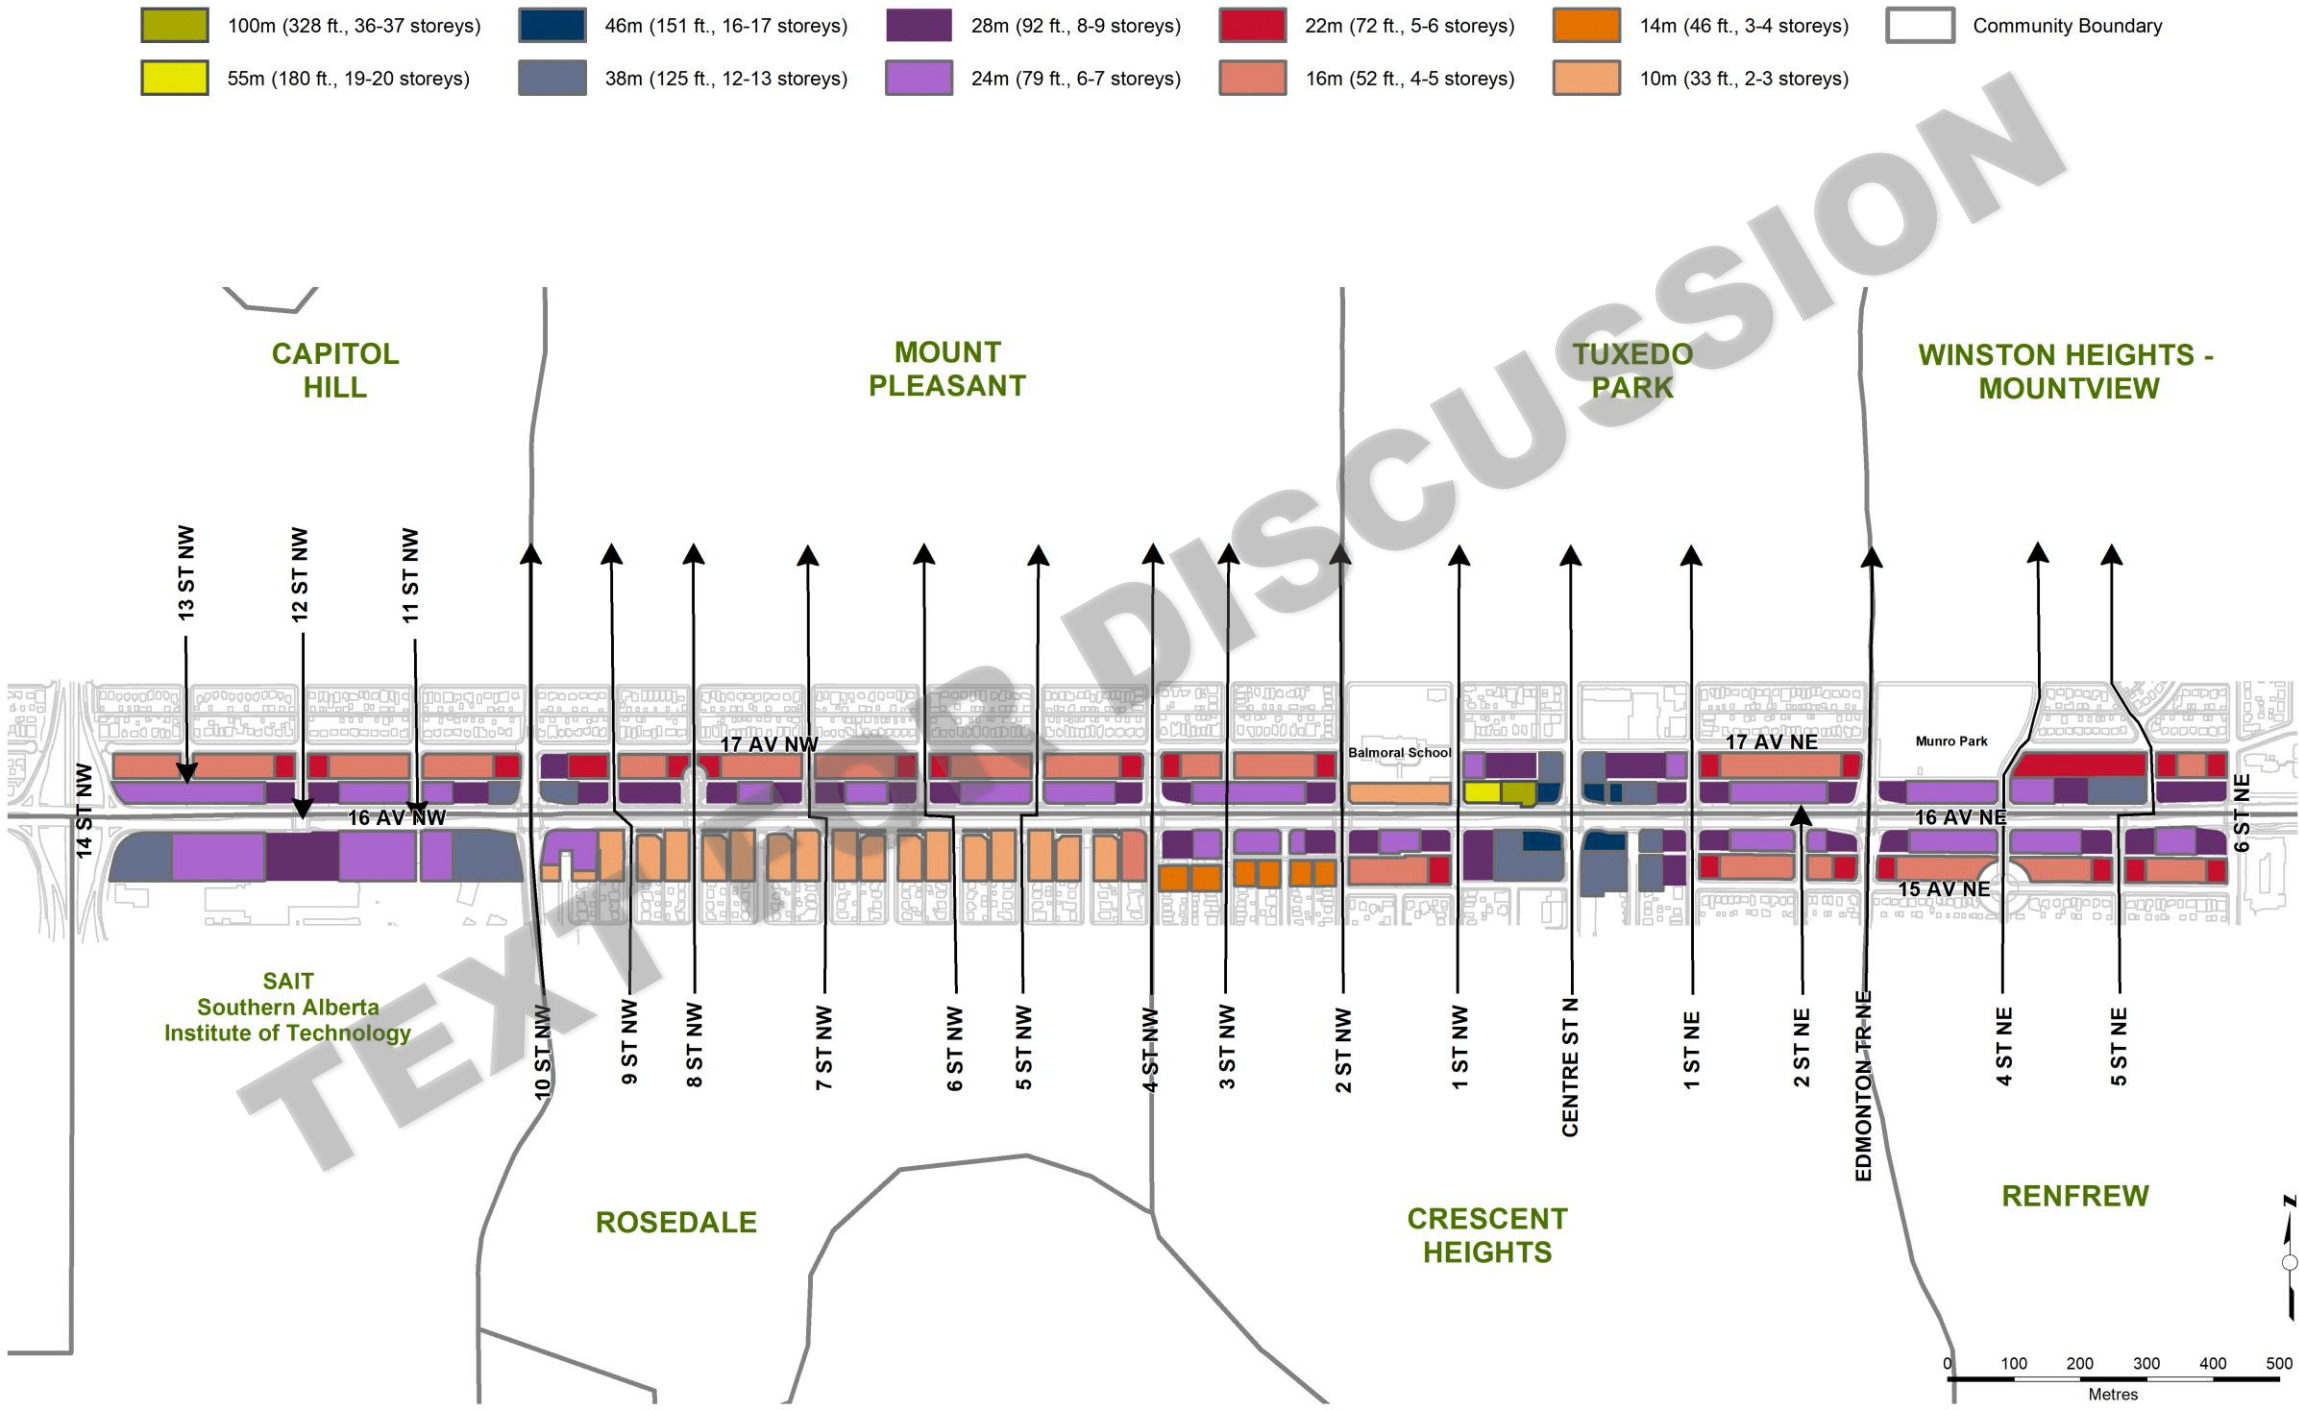 100m (328 ft., 36-37 storeys)
46m (151 ft., 16-17 storeys)
28m (92 ft., 8-9 storeys)
22m (72 ft., 5-6 storeys)
14m (46 ft., 3-4 storeys)
Community Boundary
55m (180 ft., 19-20 storeys)
38m (125 ft., 12-13 storeys)
24m (79 ft., 6-7 storeys)
16m (52 ft., 4-5 storeys)
10m (33 ft., 2-3 storeys)
TEXT FOR DISCUSSION
CAPITOL
HILL
MOUNT
PLEASANT
TUXEDO
PARK
WINSTON HEIGHTS -
MOUNTVIEW
13 ST NW
12 ST NW
11 ST NW
17 AV NW
Balmoral School
17 AV NE
Munro Park
14 ST NW
16 AV NW
16 AV NE
6 ST NE
15 AV NE
SAIT
Southern Alberta
Institute of Technology
10 ST NW
9 ST NW
8 ST NW
7 ST NW
6 ST NW
5 ST NW
4 ST NW
3 ST NW
2 ST NW
1 ST NW
CENTRE ST N
1 ST NE
2 ST NE
EDMONTON TR NE
4 ST NE
5 ST NE
ROSEDALE
CRESCENT
HEIGHTS
RENFREW
N
0 100 200 300 400 500
Metres